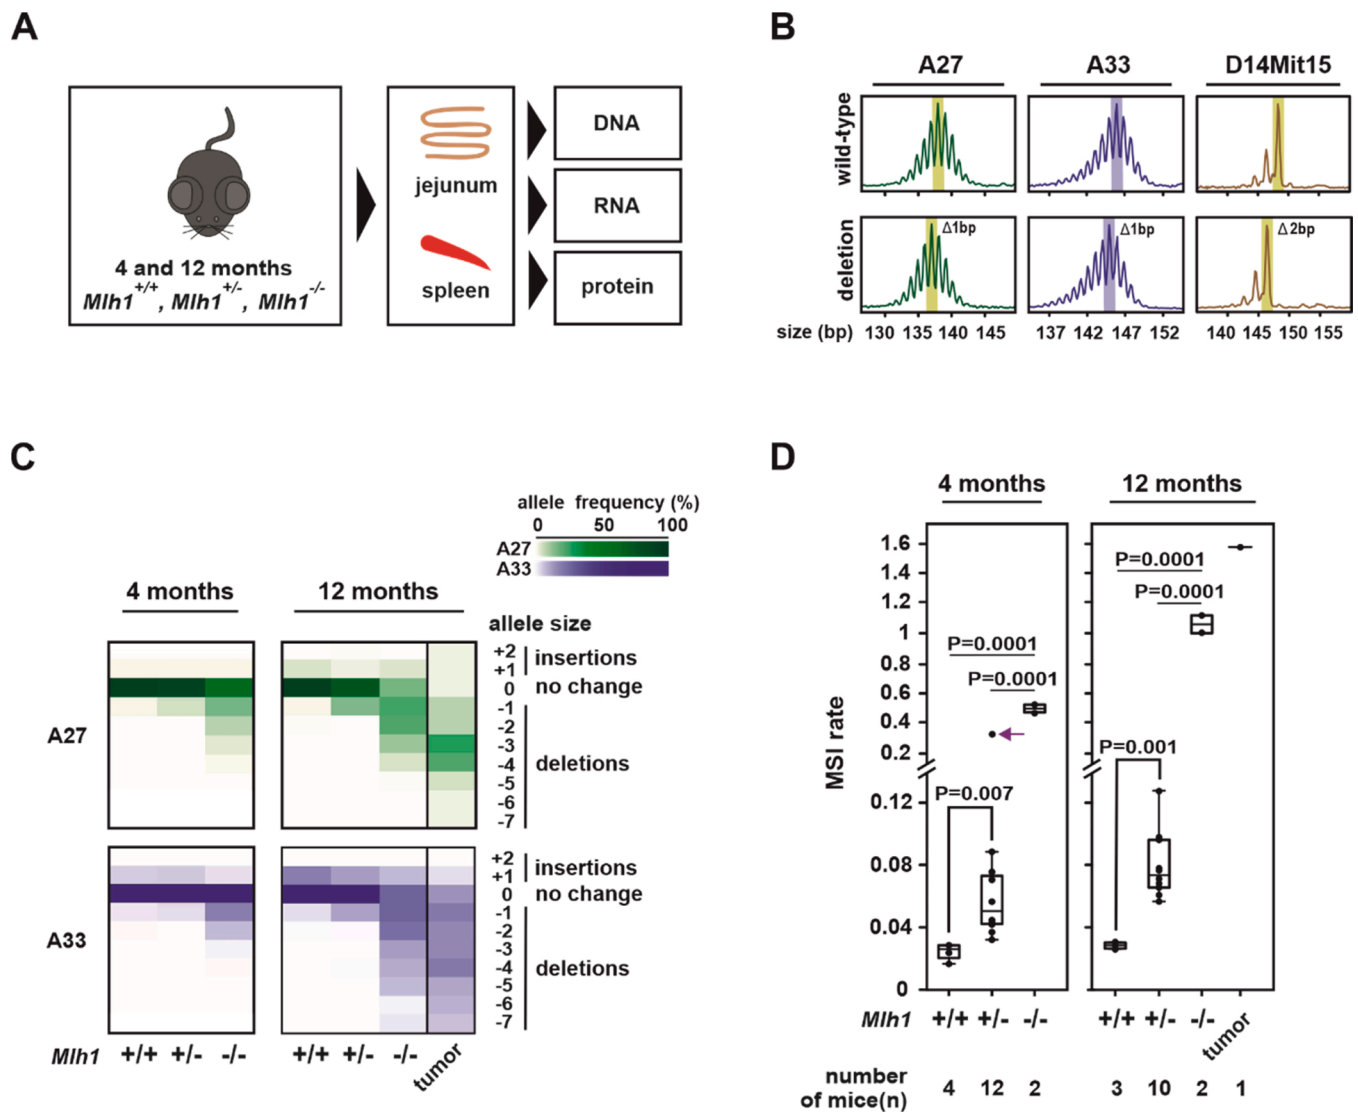 A
4 and 12 months
Mlh1+/+, Mlh1+/-, Mlh1-/-
jejunum
spleen
DNA
RNA
protein
B
A27 A33 D14Mit15
wild-type
deletion
Δ1bp Δ1bp Δ 2bp
size (bp) 130 135 140 145 137 142 147 152 140 145 150 155
C
allele frequency (%)
0 50 100
A27
A33
4 months 12 months
allele size
A27
+2
+1
0
-1
-2
-3
-4
-5
-6
-7
insertions
no change
deletions
A33
+2
+1
0
-1
-2
-3
-4
-5
-6
-7
insertions
no change
deletions
Mlh1 +/+ +/- -/- +/+ +/- -/- tumor
D
4 months 12 months
MSI rate
1.6
1.4
1.2
1
0.8
0.6
0.4
0.2
0.12
0.08
0.04
0
P=0.0001
P=0.0001
P=0.007
P=0.0001
P=0.0001
P=0.001
Mlh1 +/+ +/- -/- +/+ +/- -/- tumor
number
of mice(n) 4 12 2 3 10 2 1